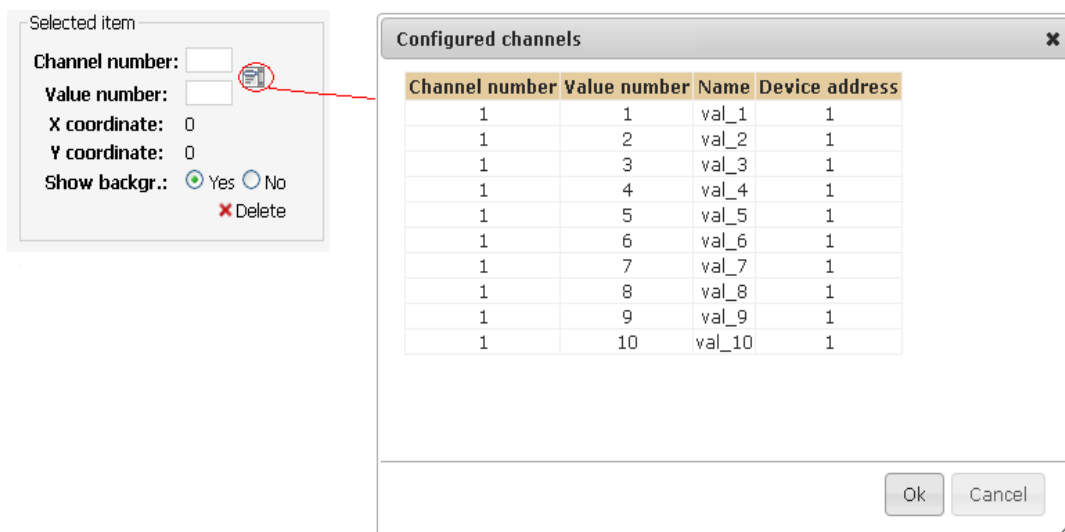 Selected item
Channel number:
Value number:
X coordinate: 0
Y coordinate: 0
Show backgr.: Yes No
Delete
Configured channels
Channel number Value number Name Device address
1 1 val_1 1
1 2 val_2 1
1 3 val_3 1
1 4 val_4 1
1 5 val_5 1
1 6 val_6 1
1 7 val_7 1
1 8 val_8 1
1 9 val_9 1
1 10 val_10 1
Ok Cancel